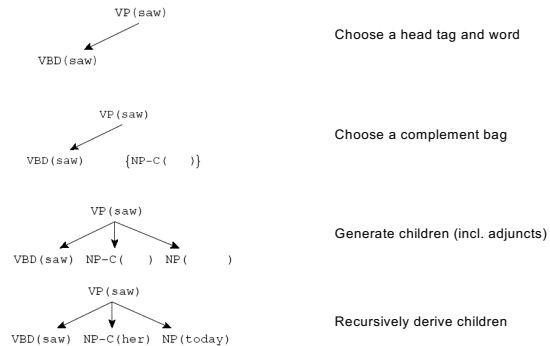 VP(saw)
Choose a head tag and word
VBD(saw)
VP(saw)
Choose a complement bag
VBD(saw) {NP-C( )}
VP(saw)
Generate children (incl. adjuncts)
VBD(saw) NP-C( ) NP( )
VP(saw)
Recursively derive children
VBD(saw) NP-C(her) NP(today)